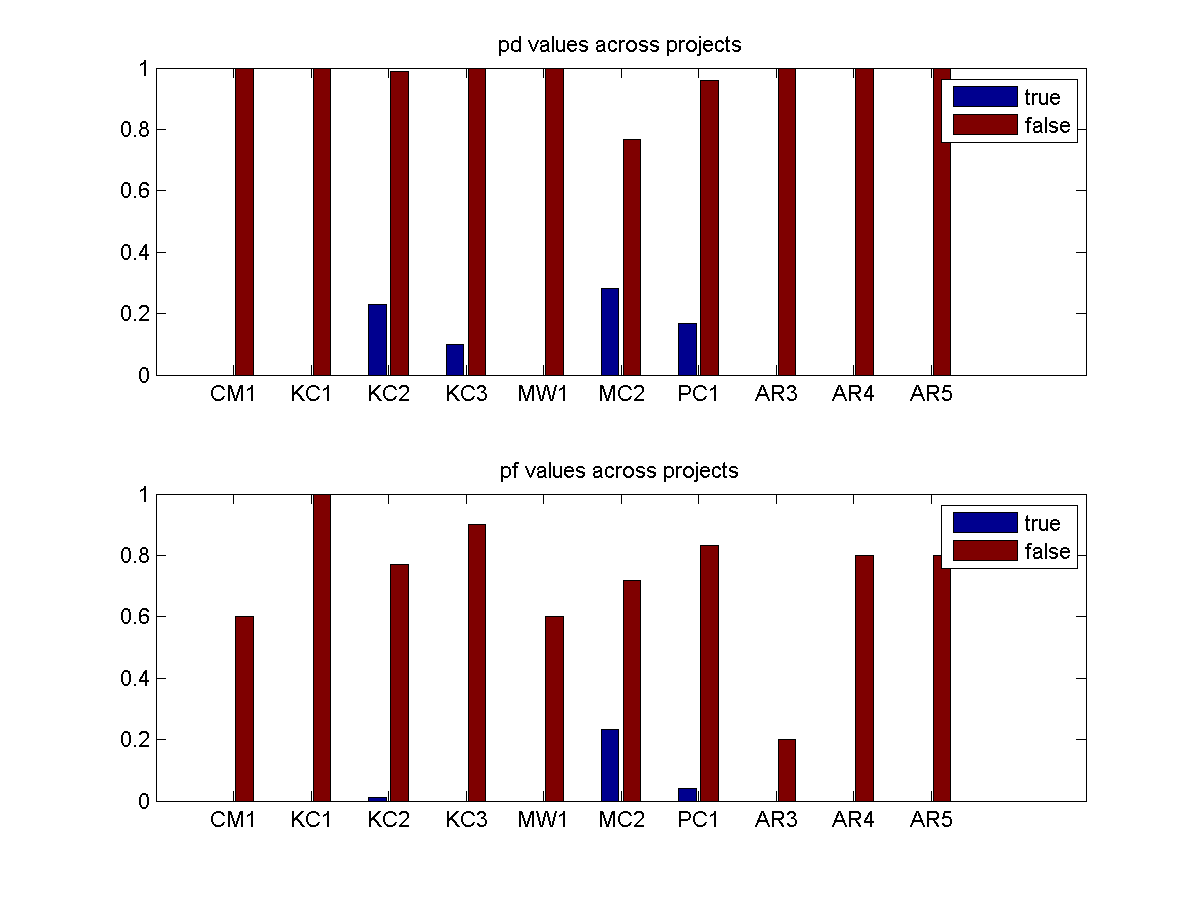 pd values across projects
1
0.8
0.6
0.4
0.2
0
true
false
CM1 KC1 KC2 KC3 MW1 MC2 PC1 AR3 AR4 AR5
pf values across projects
1
0.8
0.6
0.4
0.2
0
true
false
CM1 KC1 KC2 KC3 MW1 MC2 PC1 AR3 AR4 AR5